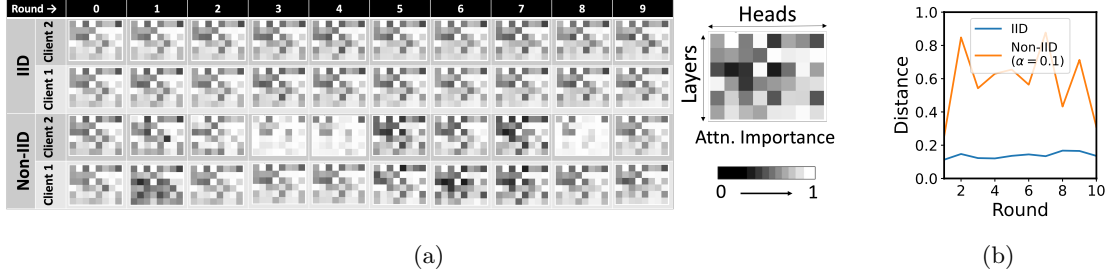 Round → 0 1 2 3 4 5 6 7 8 9
IID
Client 2
Client 1
Non-IID
Client 2
Client 1
Heads
Layers
Attn. Importance
0 1
(a)
1.0
0.8
0.6
0.4
0.2
0.0
Distance
IID
Non-IID
(α = 0.1)
2 4 6 8 10
Round
(b)